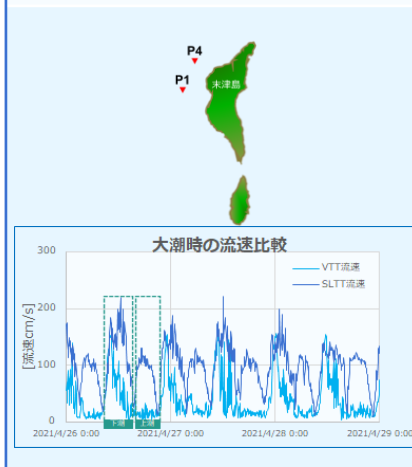 P4
P1
末津島
大潮時の流速比較
[流速cm/s]
300
200
100
0
VTT流速
SLTT流速
下潮
上潮
2021/4/26 0:00
2021/4/27 0:00
2021/4/28 0:00
2021/4/29 0:00